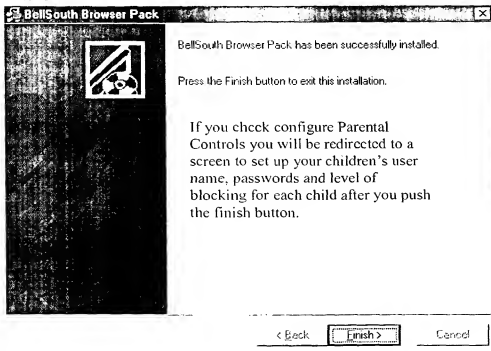 BellSouth Browser Pack
BellSouth Browser Pack has been successfully installed.
Press the Finish button to exit this installation.
If you check configure Parental
Controls you will be redirected to a
screen to set up your children's user
name, passwords and level of
blocking for each child after you push
the finish button.
< Back Finish > Cancel